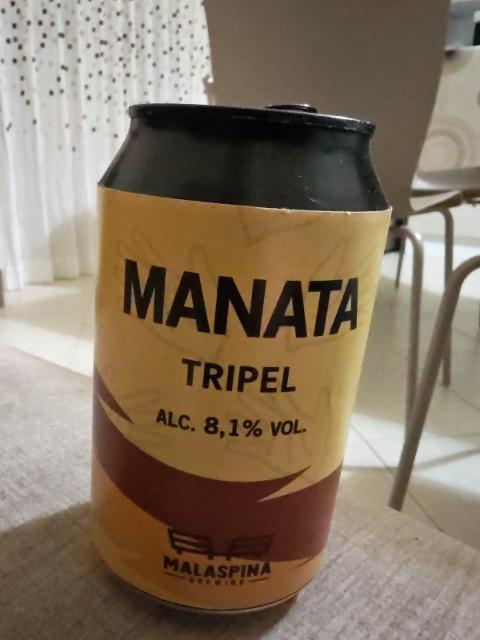 MANATA
TRIPEL
ALC. 8,1% VOL.
MALASPINA
BREWING